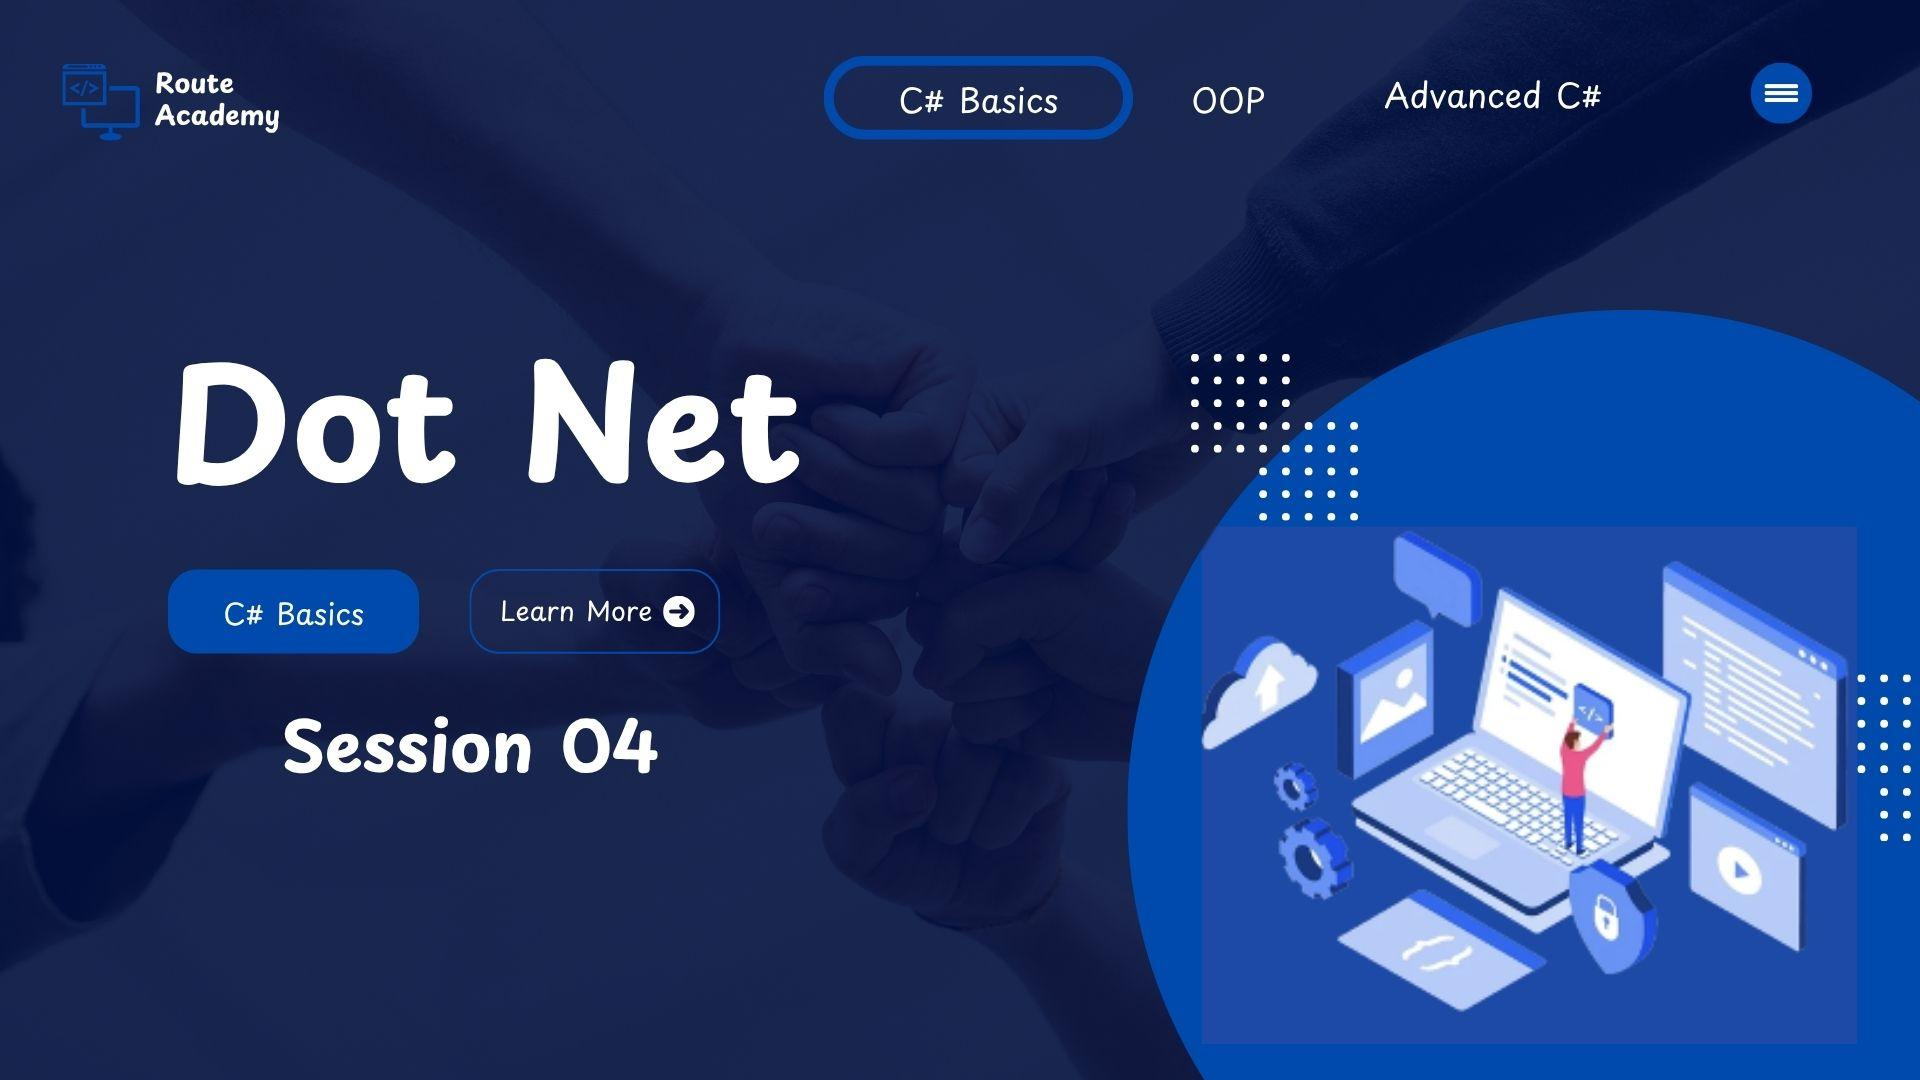 Route
Academy
C# Basics
OOP
Advanced C#
Dot Net
C# Basics
Learn More
Session 04